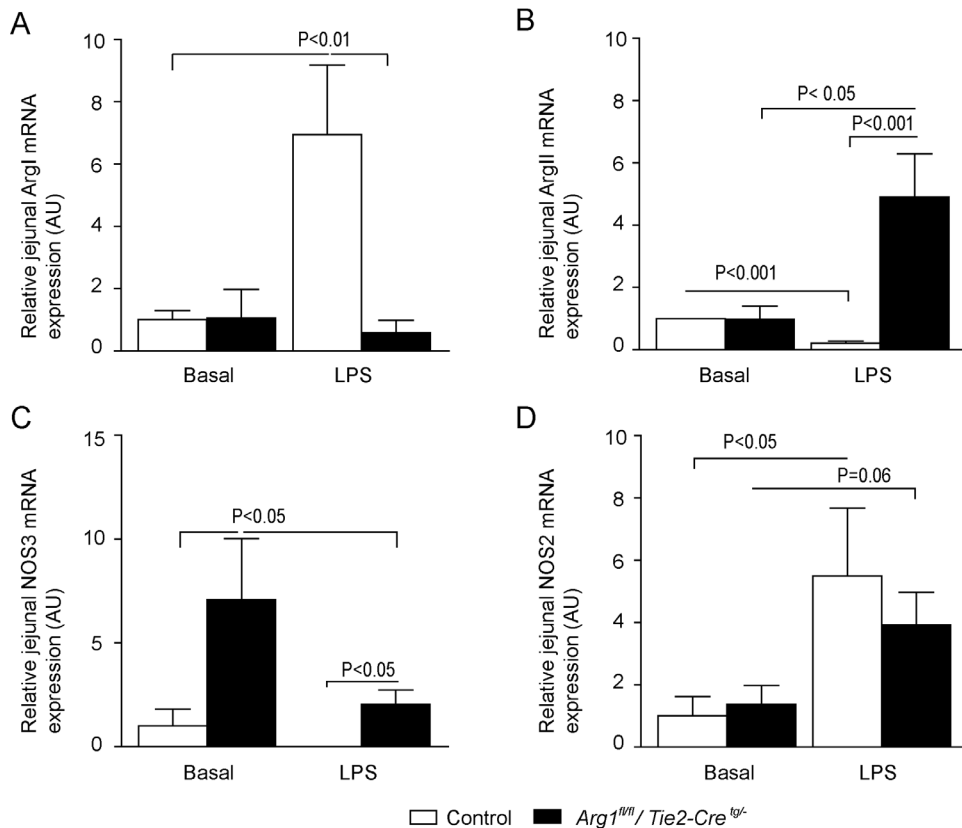 A
Relative jejunal ArgI mRNA
expression (AU)
10
8
6
4
2
0
P<0.01
Basal
LPS
B
Relative jejunal ArgII mRNA
expression (AU)
10
8
6
4
2
0
P< 0.05
P<0.001
P<0.001
Basal
LPS
C
Relative jejunal NOS3 mRNA
expression (AU)
15
10
5
0
P<0.05
P<0.05
Basal
LPS
D
Relative jejunal NOS2 mRNA
expression (AU)
10
8
6
4
2
0
P<0.05
P=0.06
Basal
LPS
Control
Arg1fl/fl/ Tie2-Cre tg/-